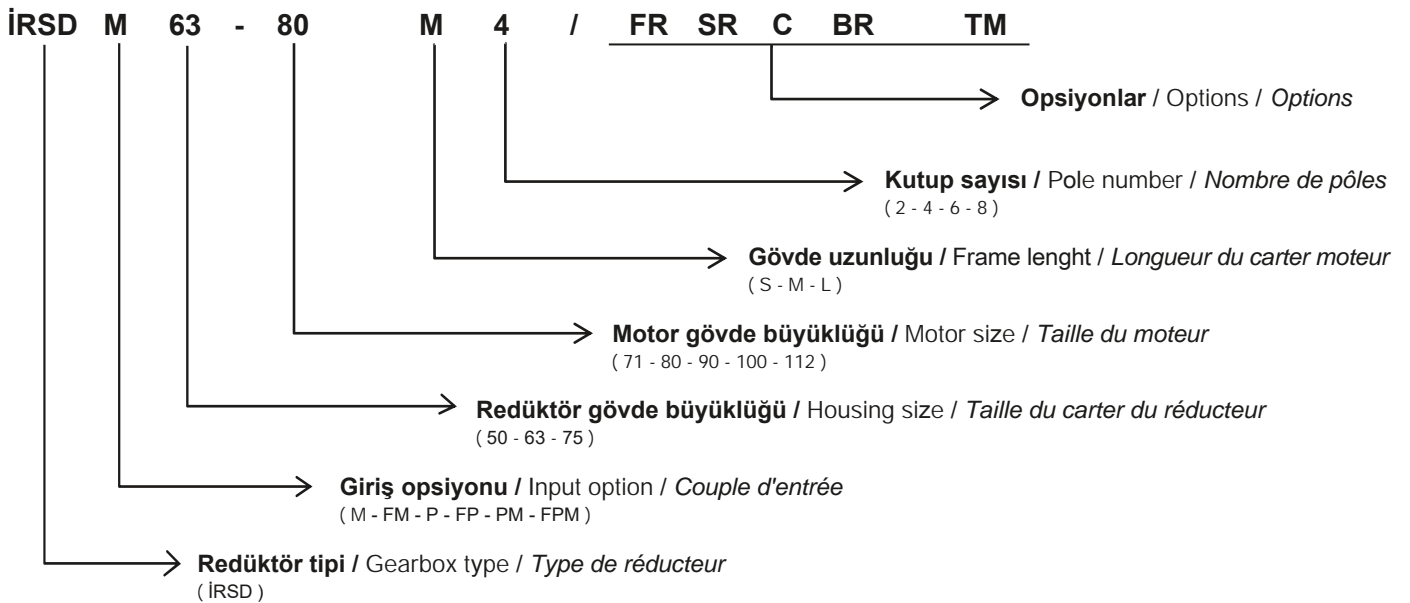 İRSD M 63 - 80 M 4 / FR SR C BR TM
Opsiyonlar / Options / Options
Kutup sayısı / Pole number / Nombre de pôles
( 2 - 4 - 6 - 8 )
Gövde uzunluğu / Frame lenght / Longueur du carter moteur
( S - M - L )
Motor gövde büyüklüğü / Motor size / Taille du moteur
( 71 - 80 - 90 - 100 - 112 )
Redüktör gövde büyüklüğü / Housing size / Taille du carter du réducteur
( 50 - 63 - 75 )
Giriş opsiyonu / Input option / Couple d'entrée
( M - FM - P - FP - PM - FPM )
Redüktör tipi / Gearbox type / Type de réducteur
( İRSD )